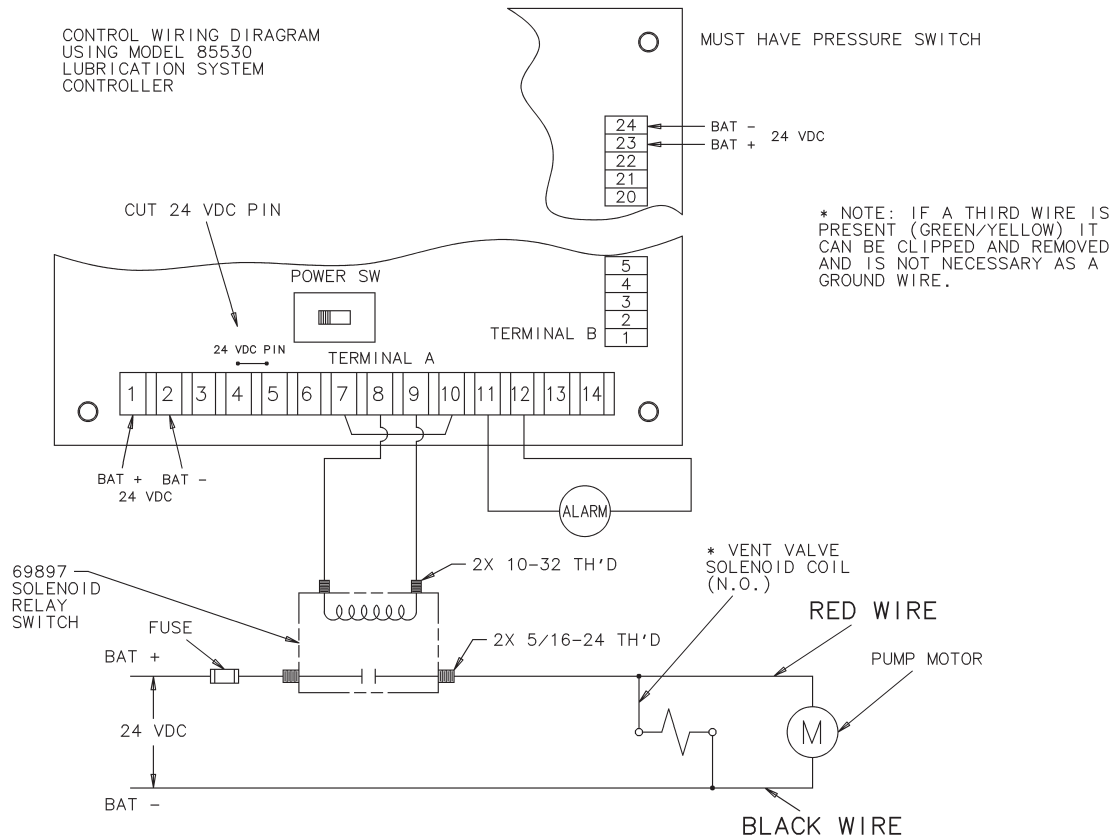 CONTROL WIRING DIRAGRAM
USING MODEL 85530
LUBRICATION SYSTEM
CONTROLLER
MUST HAVE PRESSURE SWITCH
24
23
22
21
20
BAT -
BAT +
24 VDC
CUT 24 VDC PIN
* NOTE: IF A THIRD WIRE IS
PRESENT (GREEN/YELLOW) IT
CAN BE CLIPPED AND REMOVED
AND IS NOT NECESSARY AS A
GROUND WIRE.
POWER SW
5
4
3
2
1
TERMINAL B
24 VDC PIN
TERMINAL A
1 2 3 4 5 6 7 8 9 10 11 12 13 14
BAT + BAT -
24 VDC
ALARM
69897
SOLENOID
RELAY
SWITCH
2X 10-32 TH'D
* VENT VALVE
SOLENOID COIL
(N.O.)
RED WIRE
FUSE
2X 5/16-24 TH'D
BAT +
PUMP MOTOR
24 VDC
M
BAT -
BLACK WIRE